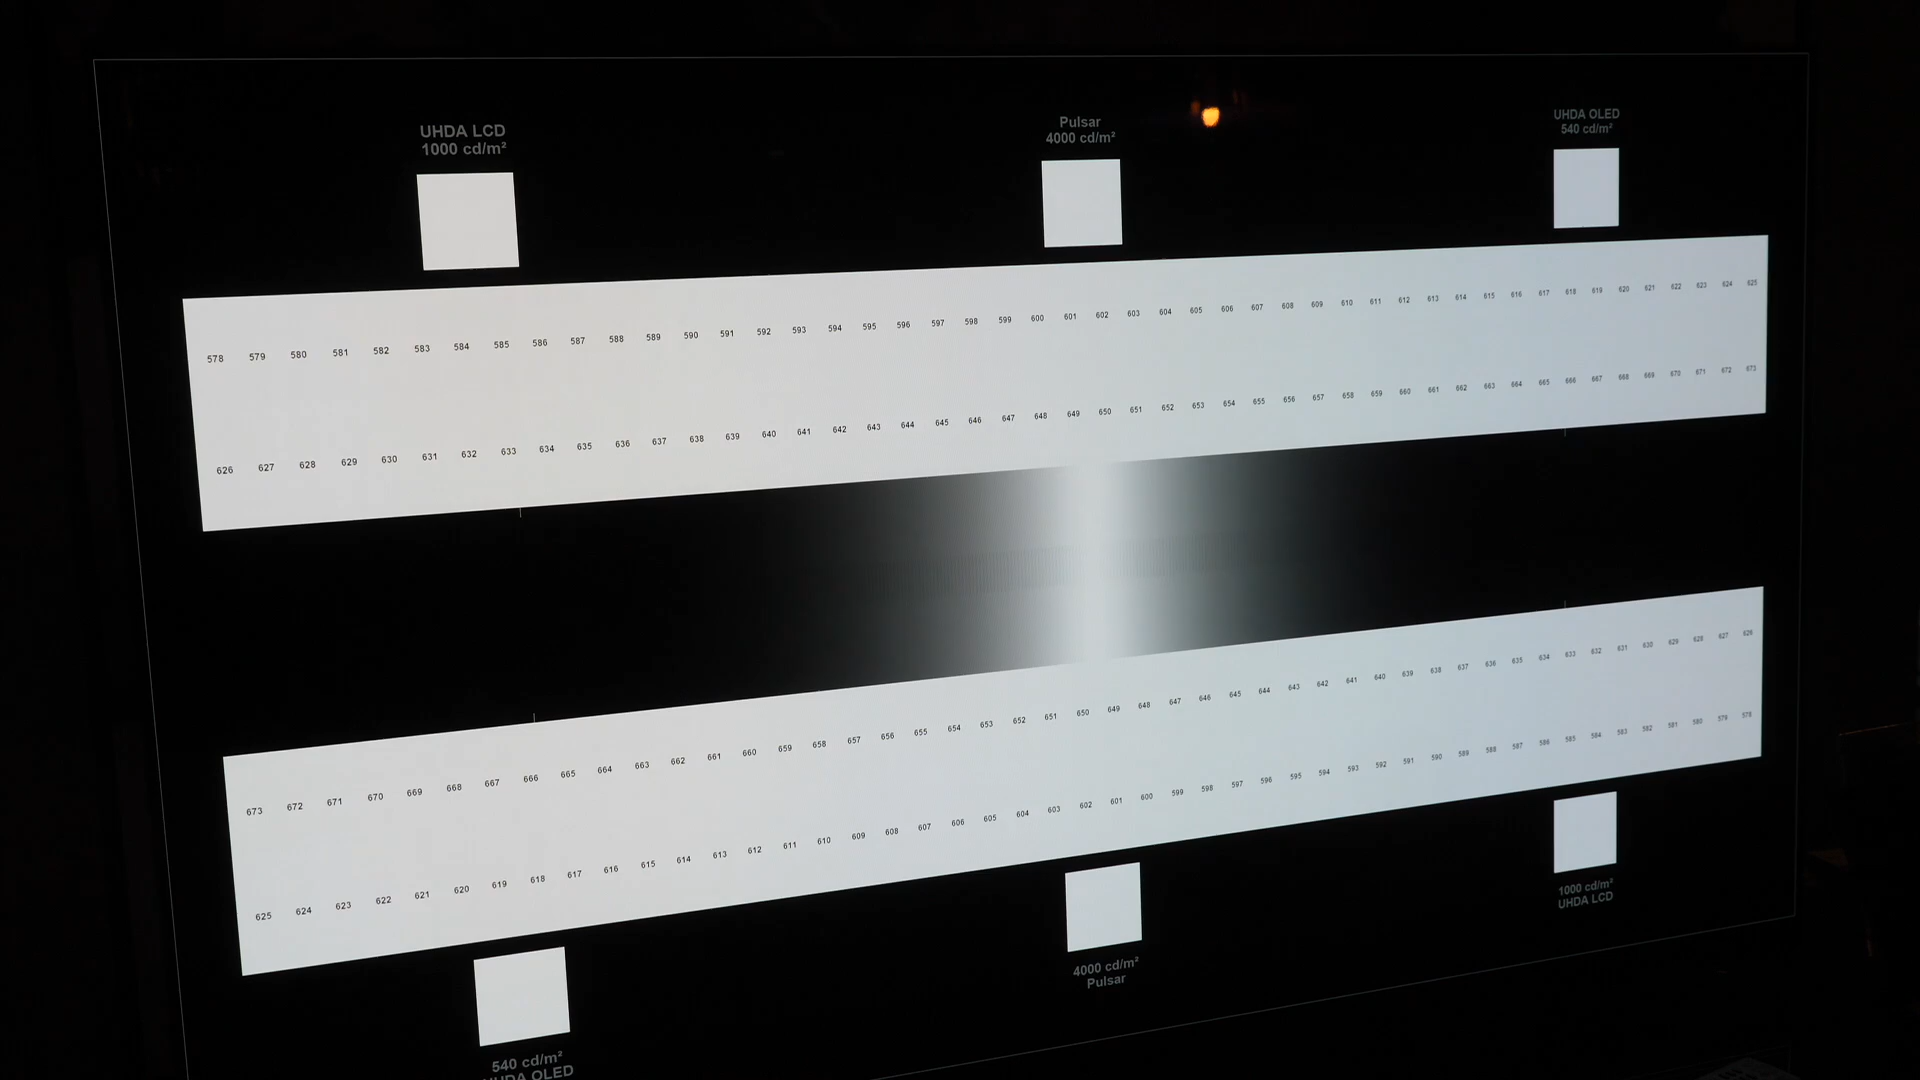 UHDA LCD
1000 cd/m²
Pulsar
4000 cd/m²
UHDA OLED
540 cd/m²
578 579 580 581 582 583 584 585 586 587 588 589 590 591 592 593 594 595 596 597 598 599 600 601 602 603 604 605 606 607 608 609 610 611 612 613 614 615 616 617 618 619 620 621 622 623 624 625
626 627 628 629 630 631 632 633 634 635 636 637 638 639 640 641 642 643 644 645 646 647 648 649 650 651 652 653 654 655 656 657 658 659 660 661 662 663 664 665 666 667 668 669 670 671 672 673
673 672 671 670 669 668 667 666 665 664 663 662 661 660 659 658 657 656 655 654 653 652 651 650 649 648 647 646 645 644 643 642 641 640 639 638 637 636 635 634 633 632 631 630 629 628 627 626
625 624 623 622 621 620 619 618 617 616 615 614 613 612 611 610 609 608 607 606 605 604 603 602 601 600 599 598 597 596 595 594 593 592 591 590 589 588 587 586 585 584 583 582 581 580 579 578
540 cd/m²
UHDA OLED
4000 cd/m²
Pulsar
1000 cd/m²
UHDA LCD